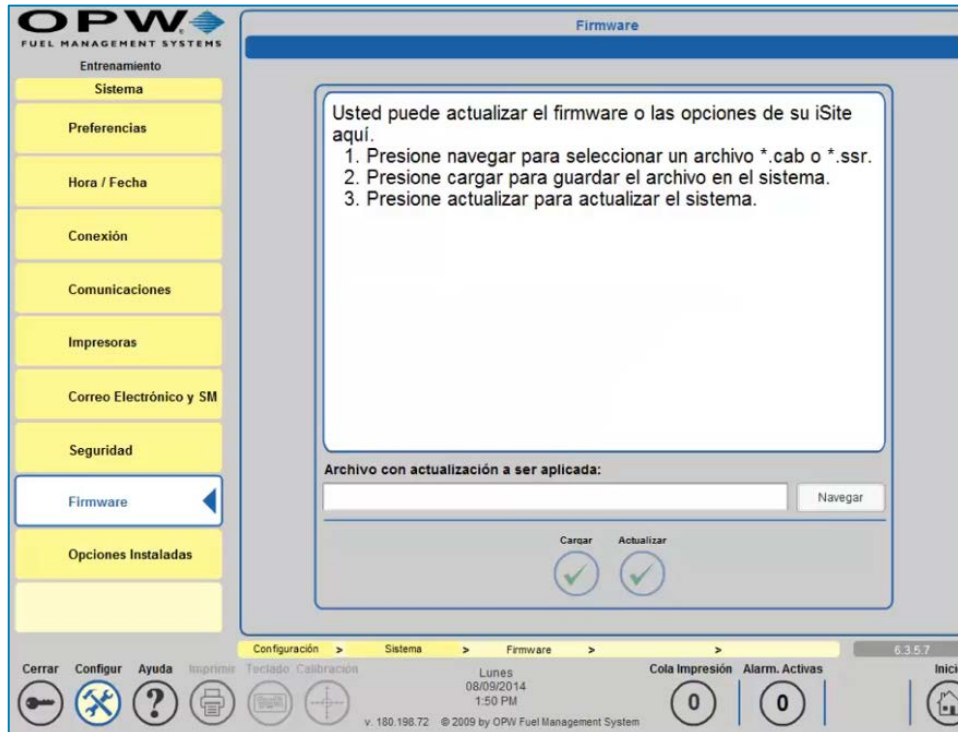 OPW
FUEL MANAGEMENT SYSTEMS
Entrenamiento
Sistema
Preferencias
Hora / Fecha
Conexión
Comunicaciones
Impresoras
Correo Electrónico y SM
Seguridad
Firmware
Opciones Instaladas
Firmware
Usted puede actualizar el firmware o las opciones de su iSite
aquí.
1. Presione navegar para seleccionar un archivo *.cab o *.ssr.
2. Presione cargar para guardar el archivo en el sistema.
3. Presione actualizar para actualizar el sistema.
Archivo con actualización a ser aplicada:
Navegar
Cargar Actualizar
Configuración > Sistema > Firmware > > 6.3.5.7
Cerrar Configur Ayuda Imprimir Teclado Calibración
Lunes
08/09/2014
1:50 PM
v. 180.198.72 © 2009 by OPW Fuel Management System
Cola Impresión Alarm. Activas Inici
0 0